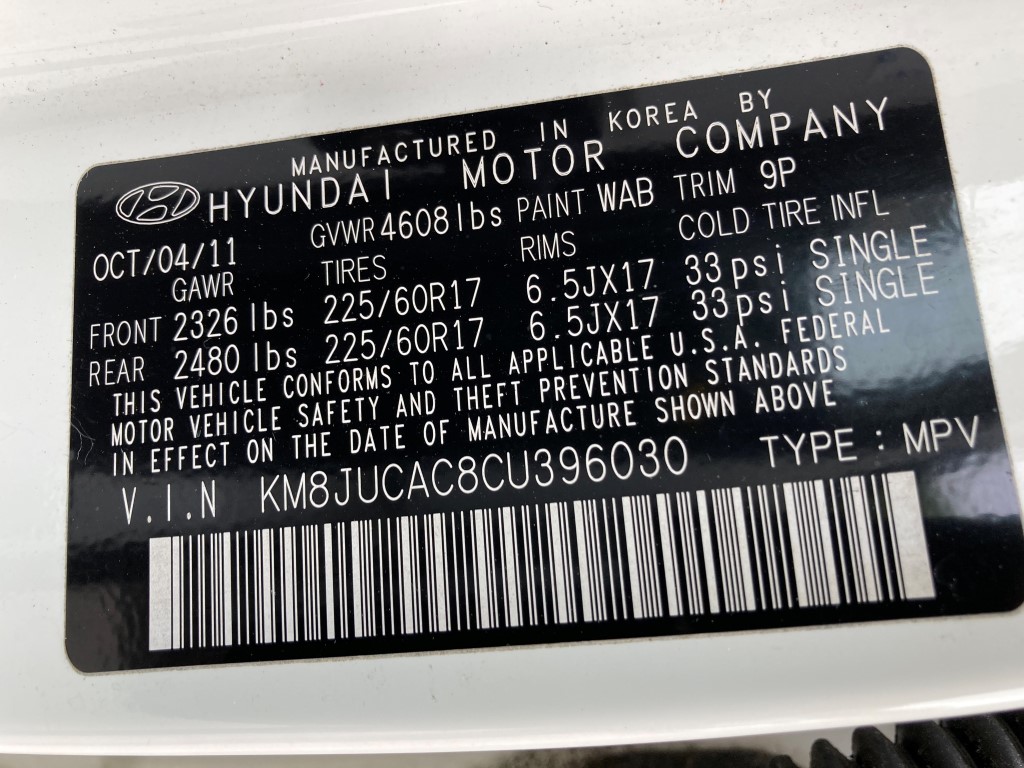 MANUFACTURED IN KOREA BY
HYUNDAI MOTOR COMPANY
OCT/04/11 GVWR 4608lbs PAINT WAB TRIM 9P
GAWR TIRES RIMS COLD TIRE INFL
FRONT 2326 lbs 225/60R17 6.5JX17 33psi SINGLE
REAR 2480 lbs 225/60R17 6.5JX17 33psi SINGLE
THIS VEHICLE CONFORMS TO ALL APPLICABLE U.S.A. FEDERAL
MOTOR VEHICLE SAFETY AND THEFT PREVENTION STANDARDS
IN EFFECT ON THE DATE OF MANUFACTURE SHOWN ABOVE
V.I.N KM8JUCAC8CU396030 TYPE : MPV